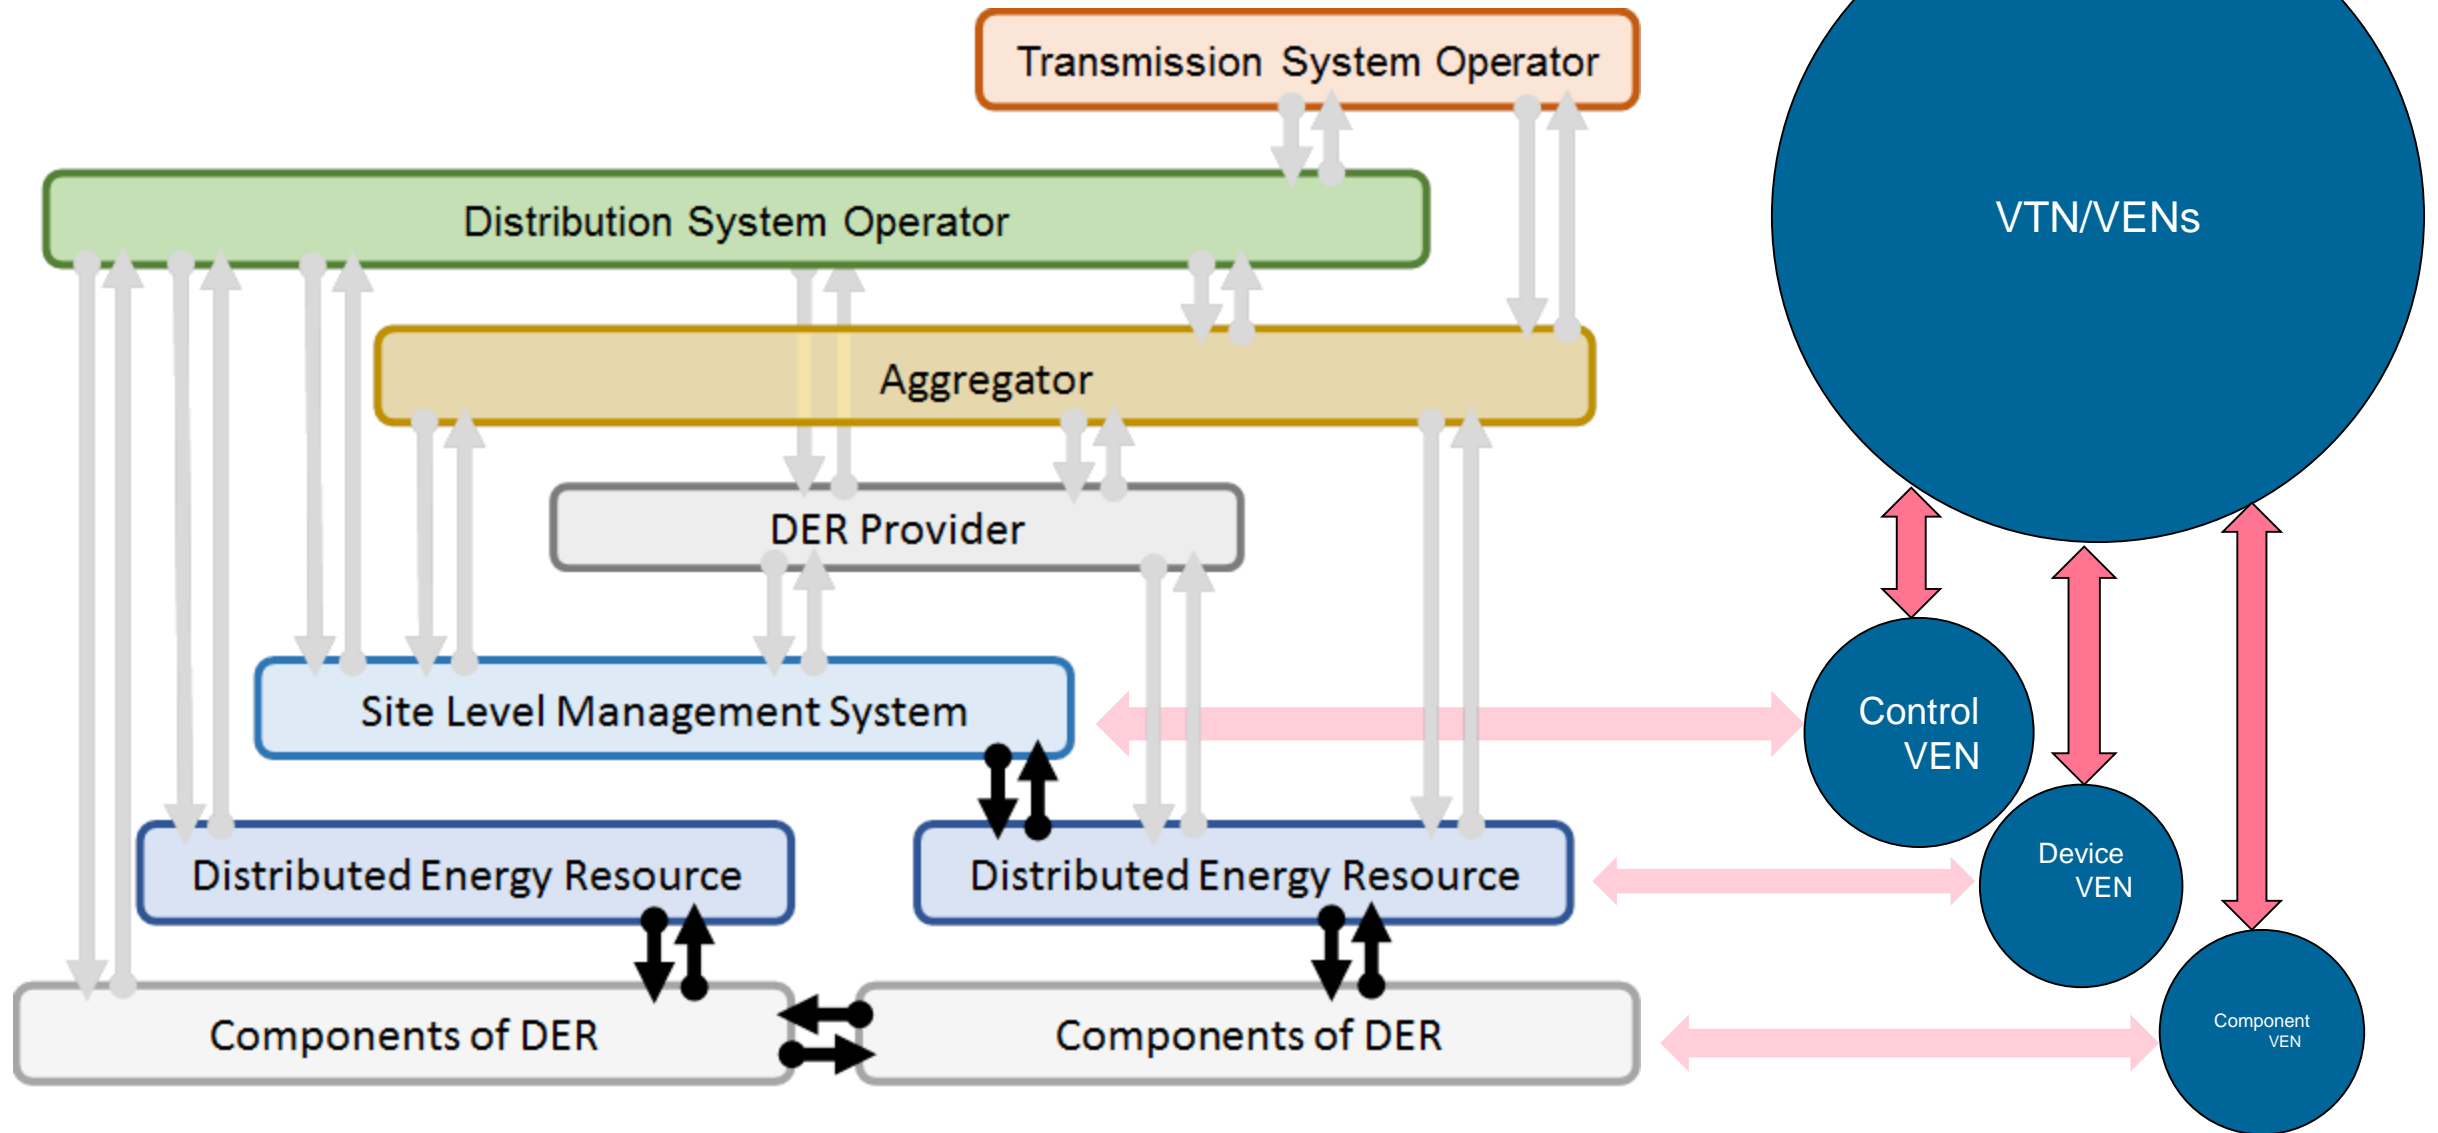 Transmission System Operator
Distribution System Operator
VTN/VENs
Aggregator
DER Provider
Site Level Management System
Control
VEN
Distributed Energy Resource
Distributed Energy Resource
Device
VEN
Components of DER
Components of DER
Component
VEN